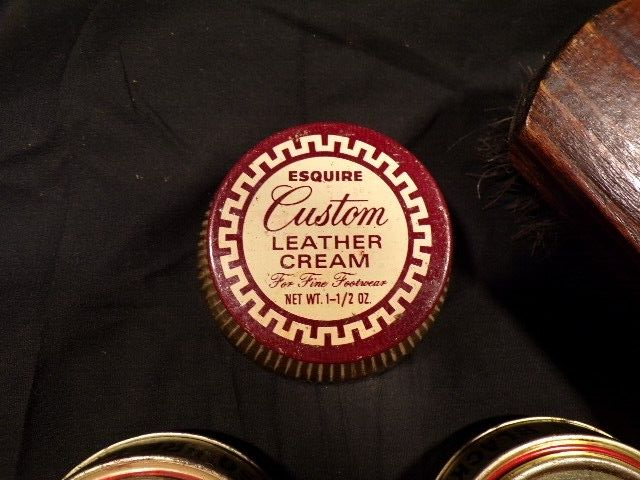 ESQUIRE
Custom
LEATHER
CREAM
For Fine Footwear
NET WT. 1-1/2 OZ.